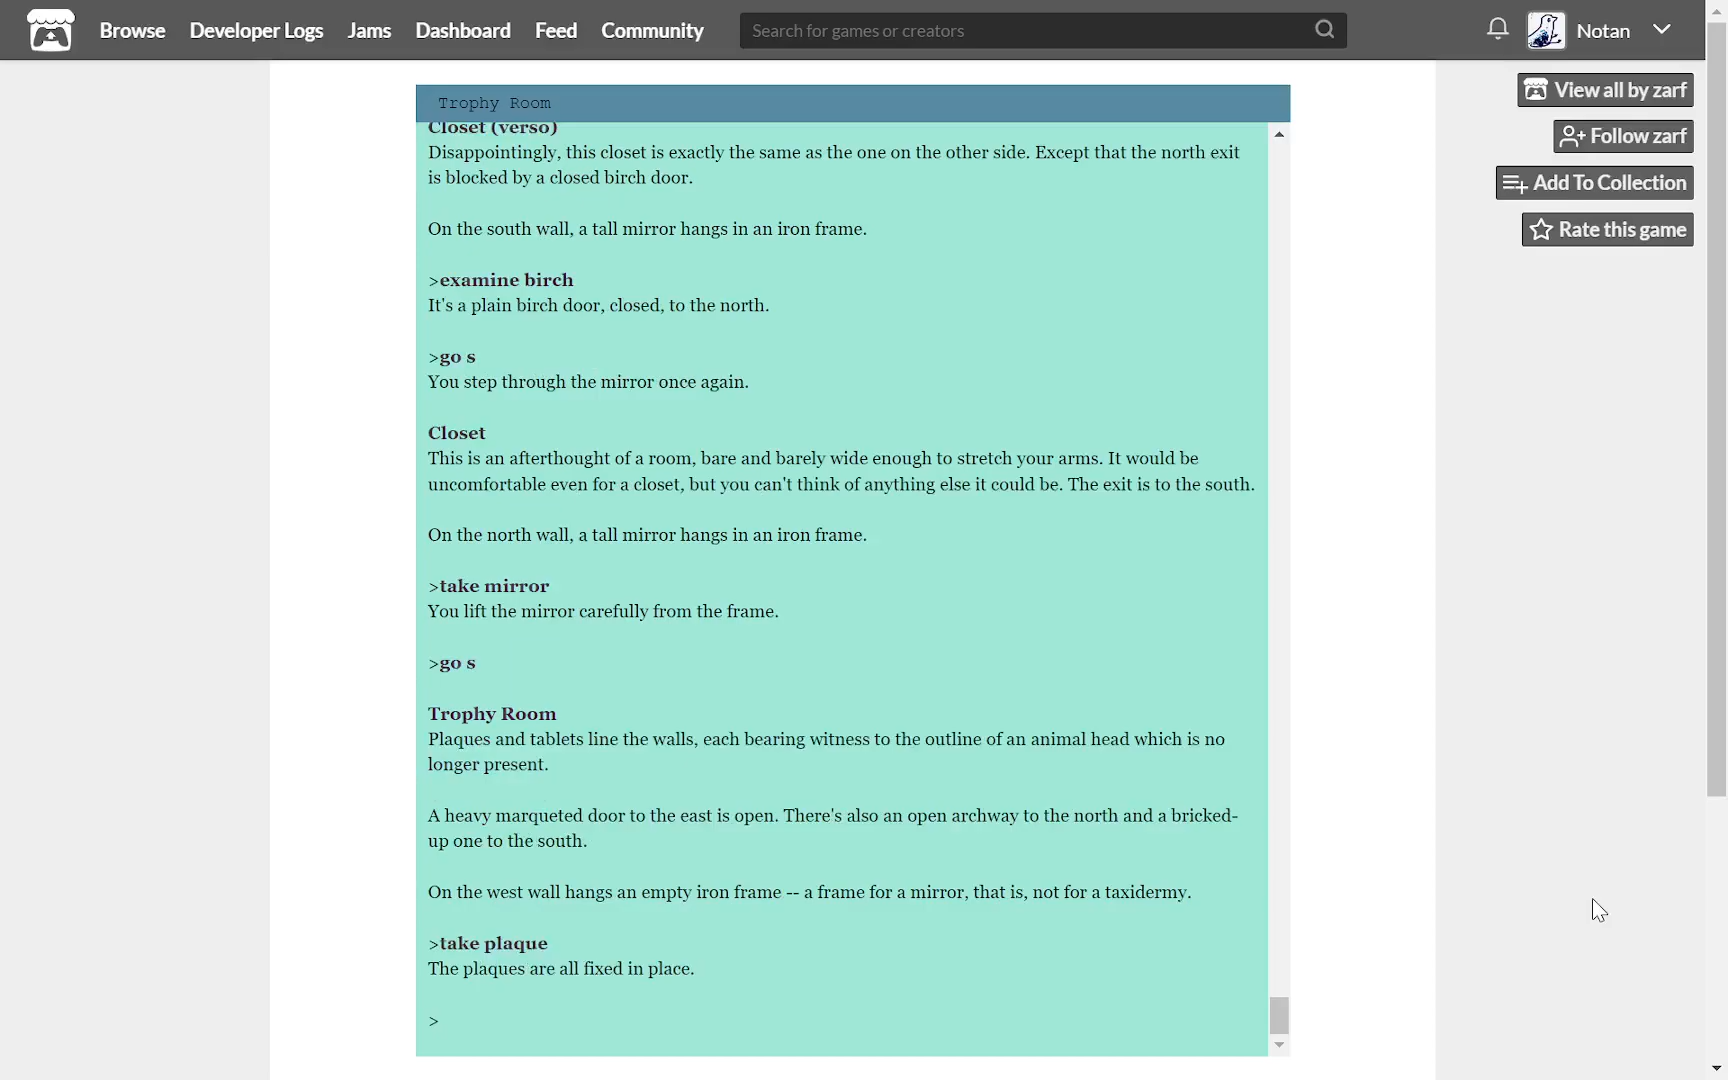 Browse Developer Logs Jams Dashboard Feed Community Search for games or creators Notan
View all by zarf
Follow zarf
Add To Collection
Rate this game
Trophy Room
Closet (verso)
Disappointingly, this closet is exactly the same as the one on the other side. Except that the north exit
is blocked by a closed birch door.
On the south wall, a tall mirror hangs in an iron frame.
>examine birch
It's a plain birch door, closed, to the north.
>go s
You step through the mirror once again.
Closet
This is an afterthought of a room, bare and barely wide enough to stretch your arms. It would be
uncomfortable even for a closet, but you can't think of anything else it could be. The exit is to the south.
On the north wall, a tall mirror hangs in an iron frame.
>take mirror
You lift the mirror carefully from the frame.
>go s
Trophy Room
Plaques and tablets line the walls, each bearing witness to the outline of an animal head which is no
longer present.
A heavy marqueted door to the east is open. There's also an open archway to the north and a bricked-
up one to the south.
On the west wall hangs an empty iron frame -- a frame for a mirror, that is, not for a taxidermy.
>take plaque
The plaques are all fixed in place.
>